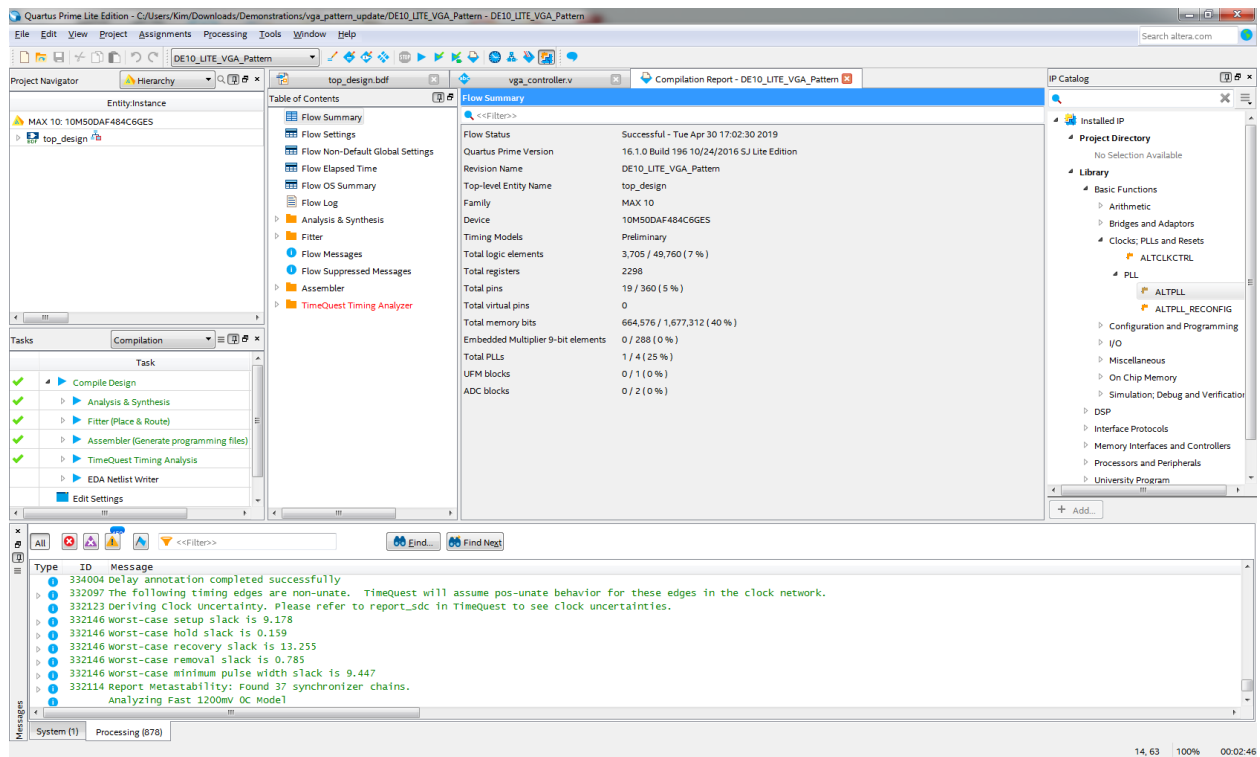 Quartus Prime Lite Edition - C:/Users/Kim/Downloads/Demonstrations/vga_pattern_update/DE10_LITE_VGA_Pattern - DE10_LITE_VGA_Pattern
File Edit View Project Assignments Processing Tools Window Help
Search altera.com
DE10_LITE_VGA_Pattern
Project Navigator
Hierarchy
Entity:Instance
MAX 10: 10M50DAF484C6GES
top_design
Tasks
Compilation
Task
Compile Design
Analysis & Synthesis
Fitter (Place & Route)
Assembler (Generate programming files)
TimeQuest Timing Analysis
EDA Netlist Writer
Edit Settings
top_design.bdf
vga_controller.v
Compilation Report - DE10_LITE_VGA_Pattern
Table of Contents
Flow Summary
Flow Settings
Flow Non-Default Global Settings
Flow Elapsed Time
Flow OS Summary
Flow Log
Analysis & Synthesis
Fitter
Flow Messages
Flow Suppressed Messages
Assembler
TimeQuest Timing Analyzer
Flow Summary
<<Filter>>
Flow Status Successful - Tue Apr 30 17:02:30 2019
Quartus Prime Version 16.1.0 Build 196 10/24/2016 SJ Lite Edition
Revision Name DE10_LITE_VGA_Pattern
Top-level Entity Name top_design
Family MAX 10
Device 10M50DAF484C6GES
Timing Models Preliminary
Total logic elements 3,705 / 49,760 ( 7 % )
Total registers 2298
Total pins 19 / 360 ( 5 % )
Total virtual pins 0
Total memory bits 664,576 / 1,677,312 ( 40 % )
Embedded Multiplier 9-bit elements 0 / 288 ( 0 % )
Total PLLs 1 / 4 ( 25 % )
UFM blocks 0 / 1 ( 0 % )
ADC blocks 0 / 2 ( 0 % )
IP Catalog
Installed IP
Project Directory
No Selection Available
Library
Basic Functions
Arithmetic
Bridges and Adaptors
Clocks; PLLs and Resets
ALTCLKCTRL
PLL
ALTPLL
ALTPLL_RECONFIG
Configuration and Programming
I/O
Miscellaneous
On Chip Memory
Simulation; Debug and Verification
DSP
Interface Protocols
Memory Interfaces and Controllers
Processors and Peripherals
University Program
+ Add...
All
<<Filter>>
Find...
Find Next
Type ID Message
334004 Delay annotation completed successfully
332097 The following timing edges are non-unate. TimeQuest will assume pos-unate behavior for these edges in the clock network.
332123 Deriving Clock Uncertainty. Please refer to report_sdc in TimeQuest to see clock uncertainties.
332146 Worst-case setup slack is 9.178
332146 Worst-case hold slack is 0.159
332146 Worst-case recovery slack is 13.255
332146 Worst-case removal slack is 0.785
332146 Worst-case minimum pulse width slack is 9.447
332114 Report Metastability: Found 37 synchronizer chains.
Analyzing Fast 1200mV 0C Model
Messages
System (1)
Processing (878)
14, 63 100% 00:02:46